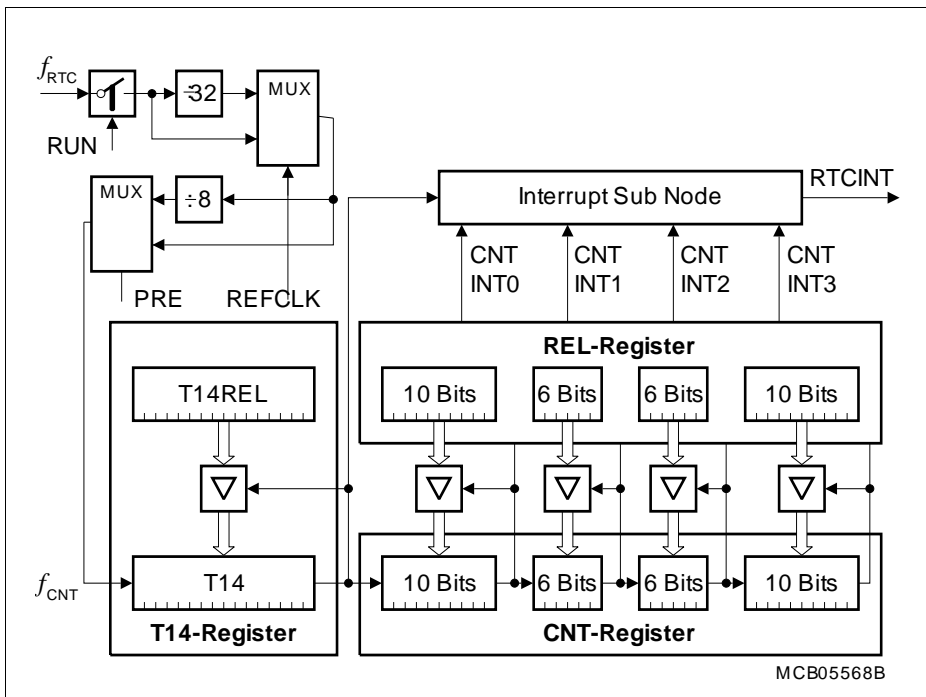 fRTC
÷32
MUX
RUN
MUX
÷8
Interrupt Sub Node
RTCINT
PRE
REFCLK
CNT
INT0
CNT
INT1
CNT
INT2
CNT
INT3
REL-Register
T14REL
10 Bits
6 Bits
6 Bits
10 Bits
fCNT
T14
10 Bits
6 Bits
6 Bits
10 Bits
T14-Register
CNT-Register
MCB05568B